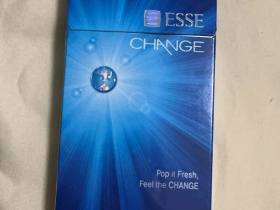 ESSE
CHANGE
Pop it Fresh,
Feel the CHANGE